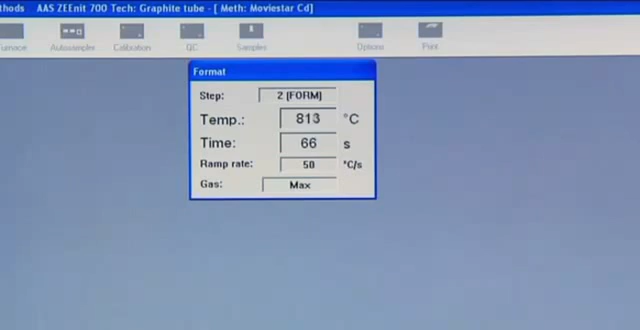 thods AAS ZEEnit 700 Tech: Graphite tube - [ Meth: Moviestar Cd]
Furnace Autosampler Calibration QC Samples Options Print
Format
Step: 2 [FORM]
Temp.: 813 °C
Time: 66 s
Ramp rate: 50 °C/s
Gas: Max